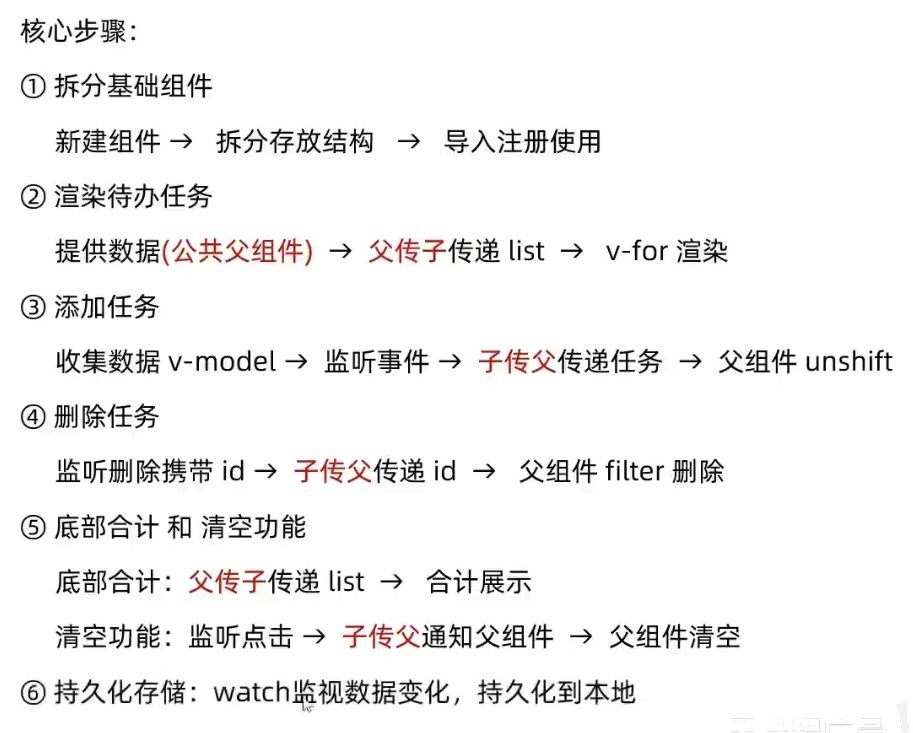 核心步骤：
① 拆分基础组件
新建组件 → 拆分存放结构 → 导入注册使用
② 渲染待办任务
提供数据(公共父组件) → 父传子传递 list → v-for 渲染
③ 添加任务
收集数据 v-model → 监听事件 → 子传父传递任务 → 父组件 unshift
④ 删除任务
监听删除携带 id → 子传父传递 id → 父组件 filter 删除
⑤ 底部合计 和 清空功能
底部合计：父传子传递 list → 合计展示
清空功能：监听点击 → 子传父通知父组件 → 父组件清空
⑥ 持久化存储：watch监视数据变化，持久化到本地